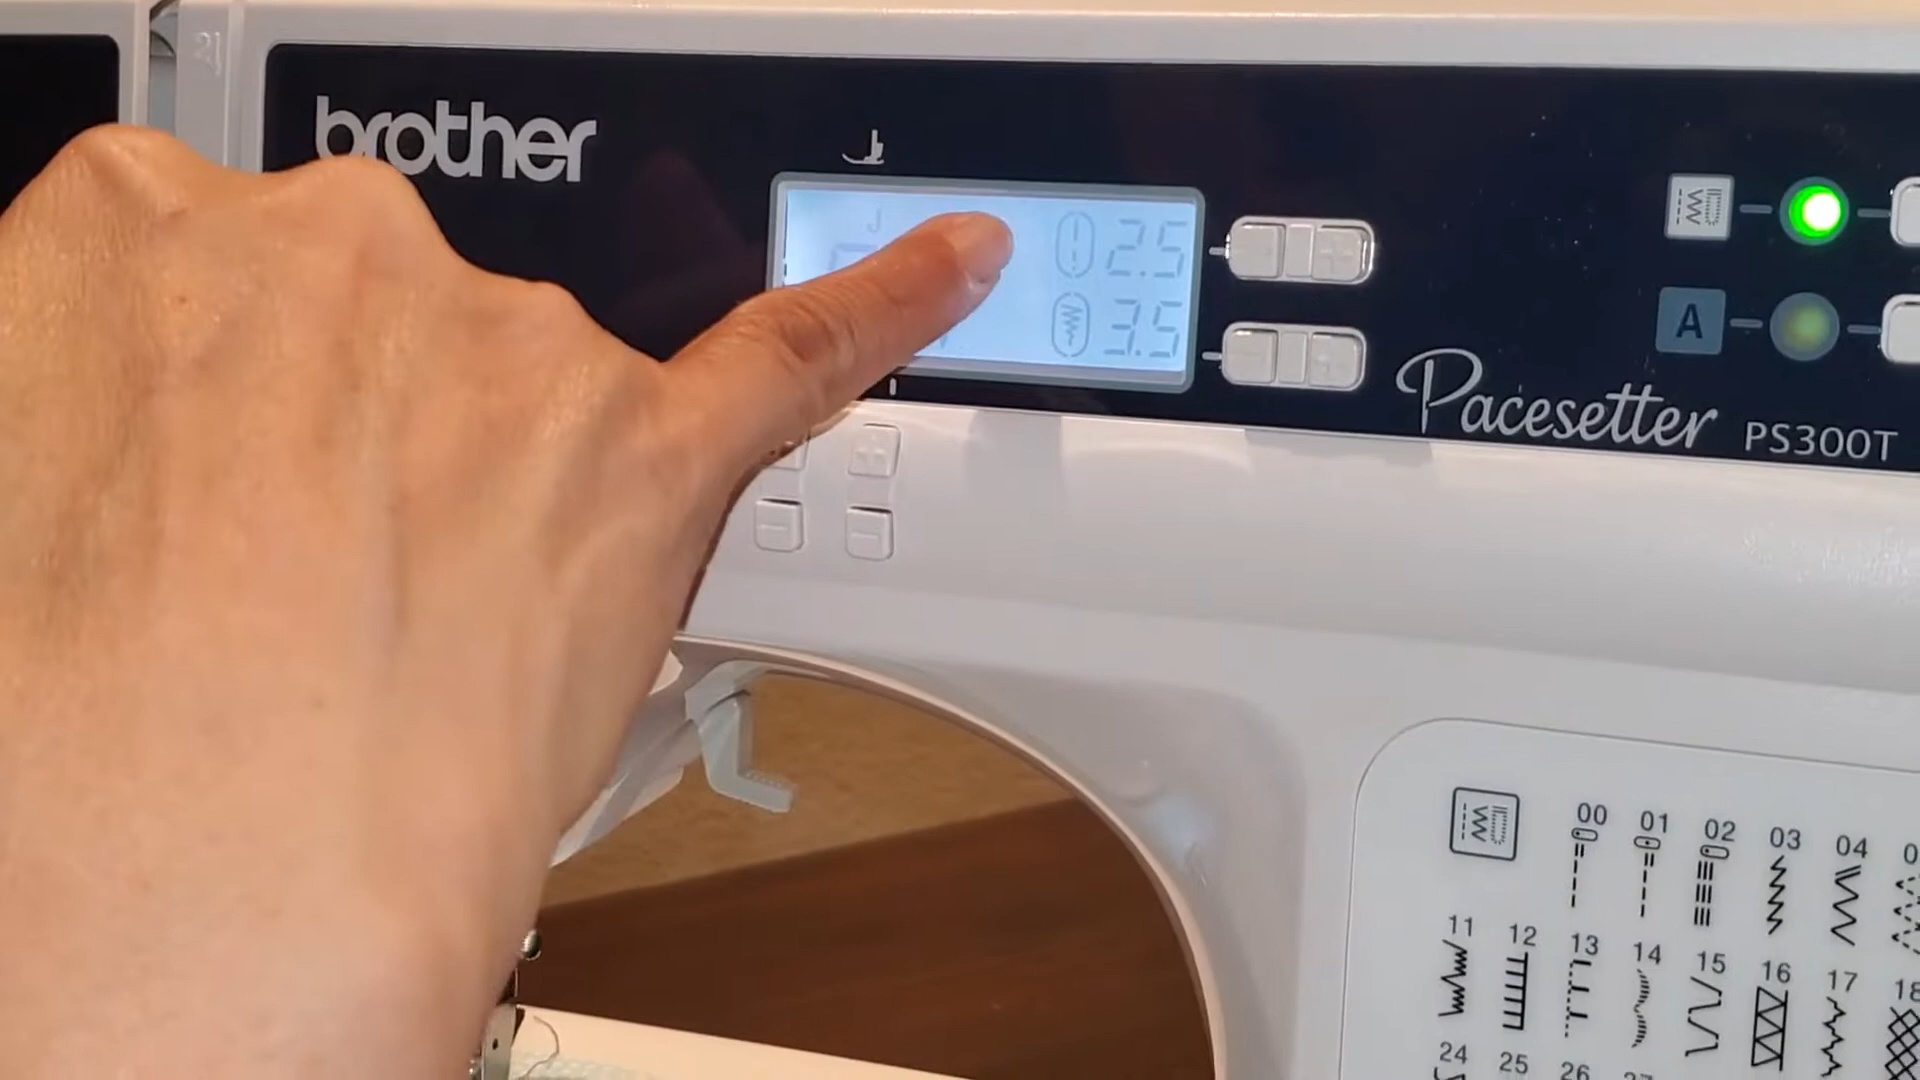 brother
J
2.5
3.5
A
Pacesetter PS300T
00 01 02 03 04
11 12 13 14 15 16 17 18
24 25 26